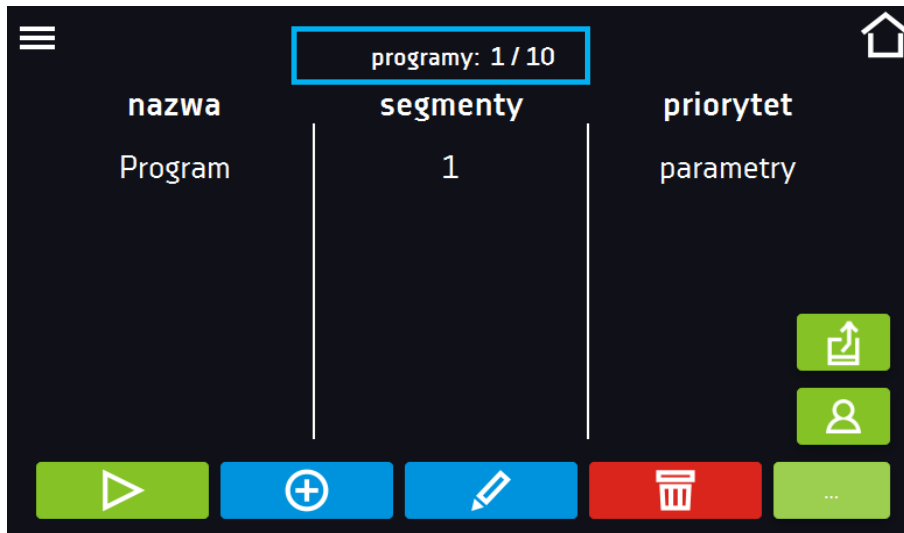 programy: 1 / 10
nazwa segmenty priorytet
Program 1 parametry
...